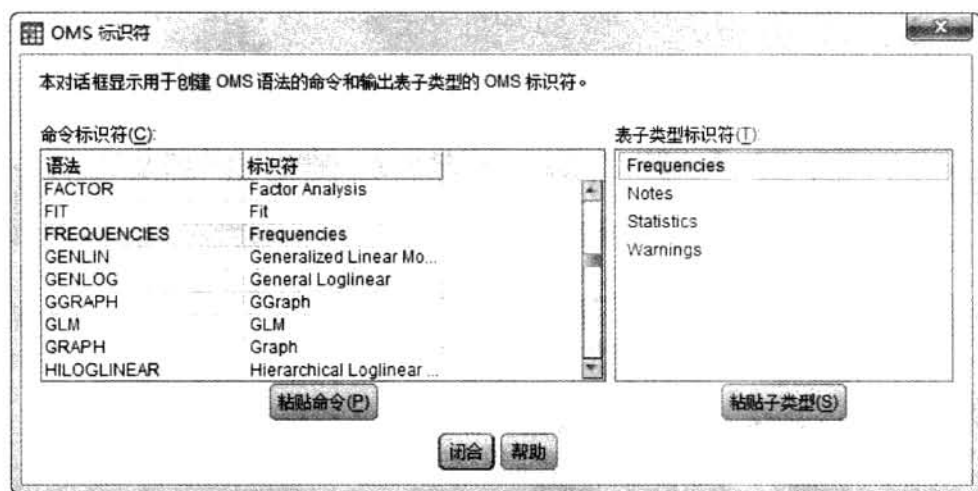 OMS 标识符
本对话框显示用于创建 OMS 语法的命令和输出表子类型的 OMS 标识符。
命令标识符(C):
语法 标识符
FACTOR Factor Analysis
FIT Fit
FREQUENCIES Frequencies
GENLIN Generalized Linear Mo...
GENLOG General Loglinear
GGRAPH GGraph
GLM GLM
GRAPH Graph
HILOGLINEAR Hierarchical Loglinear ...
粘贴命令(P)
表子类型标识符(T):
Frequencies
Notes
Statistics
Warnings
粘贴子类型(S)
闭合 帮助